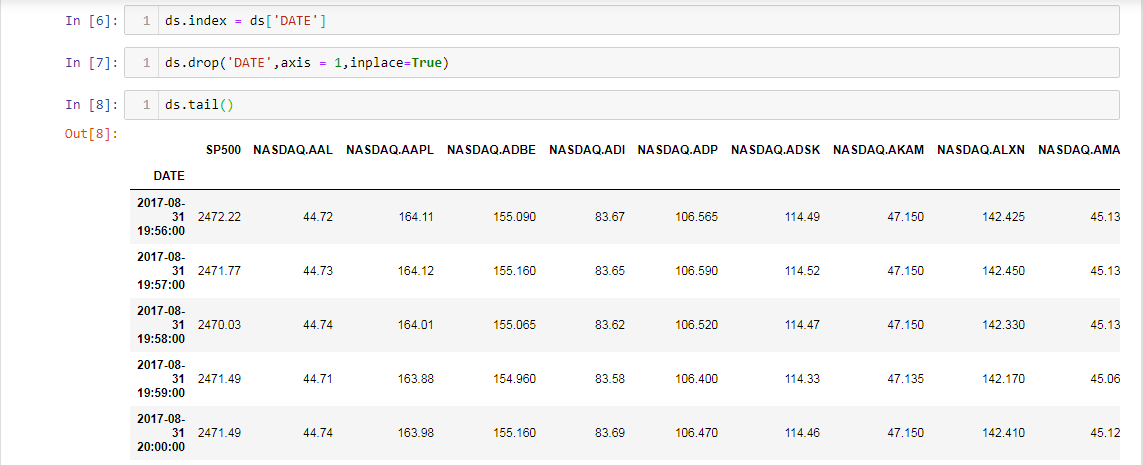 In [6]: 1 ds.index = ds['DATE']
In [7]: 1 ds.drop('DATE',axis = 1,inplace=True)
In [8]: 1 ds.tail()
Out[8]:
SP500 NASDAQ.AAL NASDAQ.AAPL NASDAQ.ADBE NASDAQ.ADI NASDAQ.ADP NASDAQ.ADSK NASDAQ.AKAM NASDAQ.ALXN NASDAQ.AMA
DATE
2017-08-
31 2472.22 44.72 164.11 155.090 83.67 106.565 114.49 47.150 142.425 45.13
19:56:00
2017-08-
31 2471.77 44.73 164.12 155.160 83.65 106.590 114.52 47.150 142.450 45.13
19:57:00
2017-08-
31 2470.03 44.74 164.01 155.065 83.62 106.520 114.47 47.150 142.330 45.13
19:58:00
2017-08-
31 2471.49 44.71 163.88 154.960 83.58 106.400 114.33 47.135 142.170 45.06
19:59:00
2017-08-
31 2471.49 44.74 163.98 155.160 83.69 106.470 114.46 47.150 142.410 45.12
20:00:00